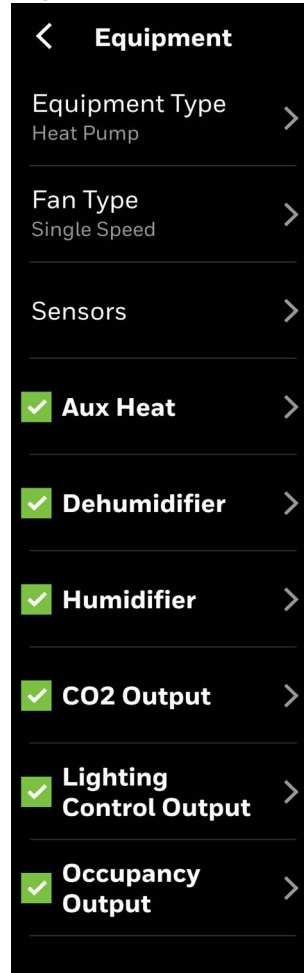 Equipment
Equipment Type
Heat Pump
Fan Type
Single Speed
Sensors
Aux Heat
Dehumidifier
Humidifier
CO2 Output
Lighting
Control Output
Occupancy
Output